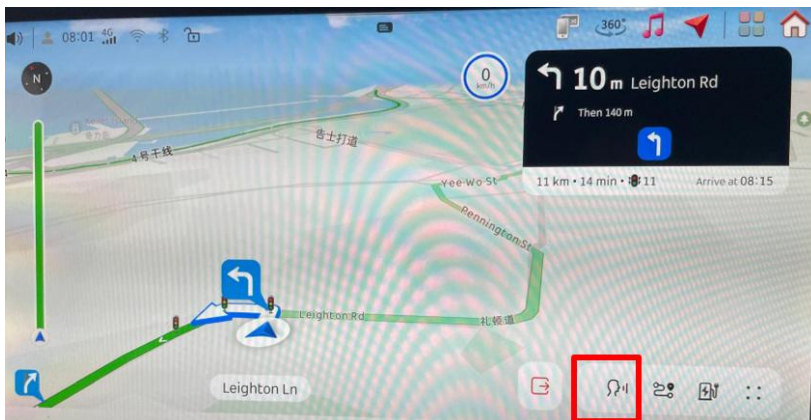 08:01 4G
360°
N
0
km/h
10 m Leighton Rd
Then 140 m
11 km • 14 min • 11 Arrive at 08:15
告士打道
4号干线
Yee Wo St
Pennington St
Leighton Rd
礼顿道
Leighton Ln